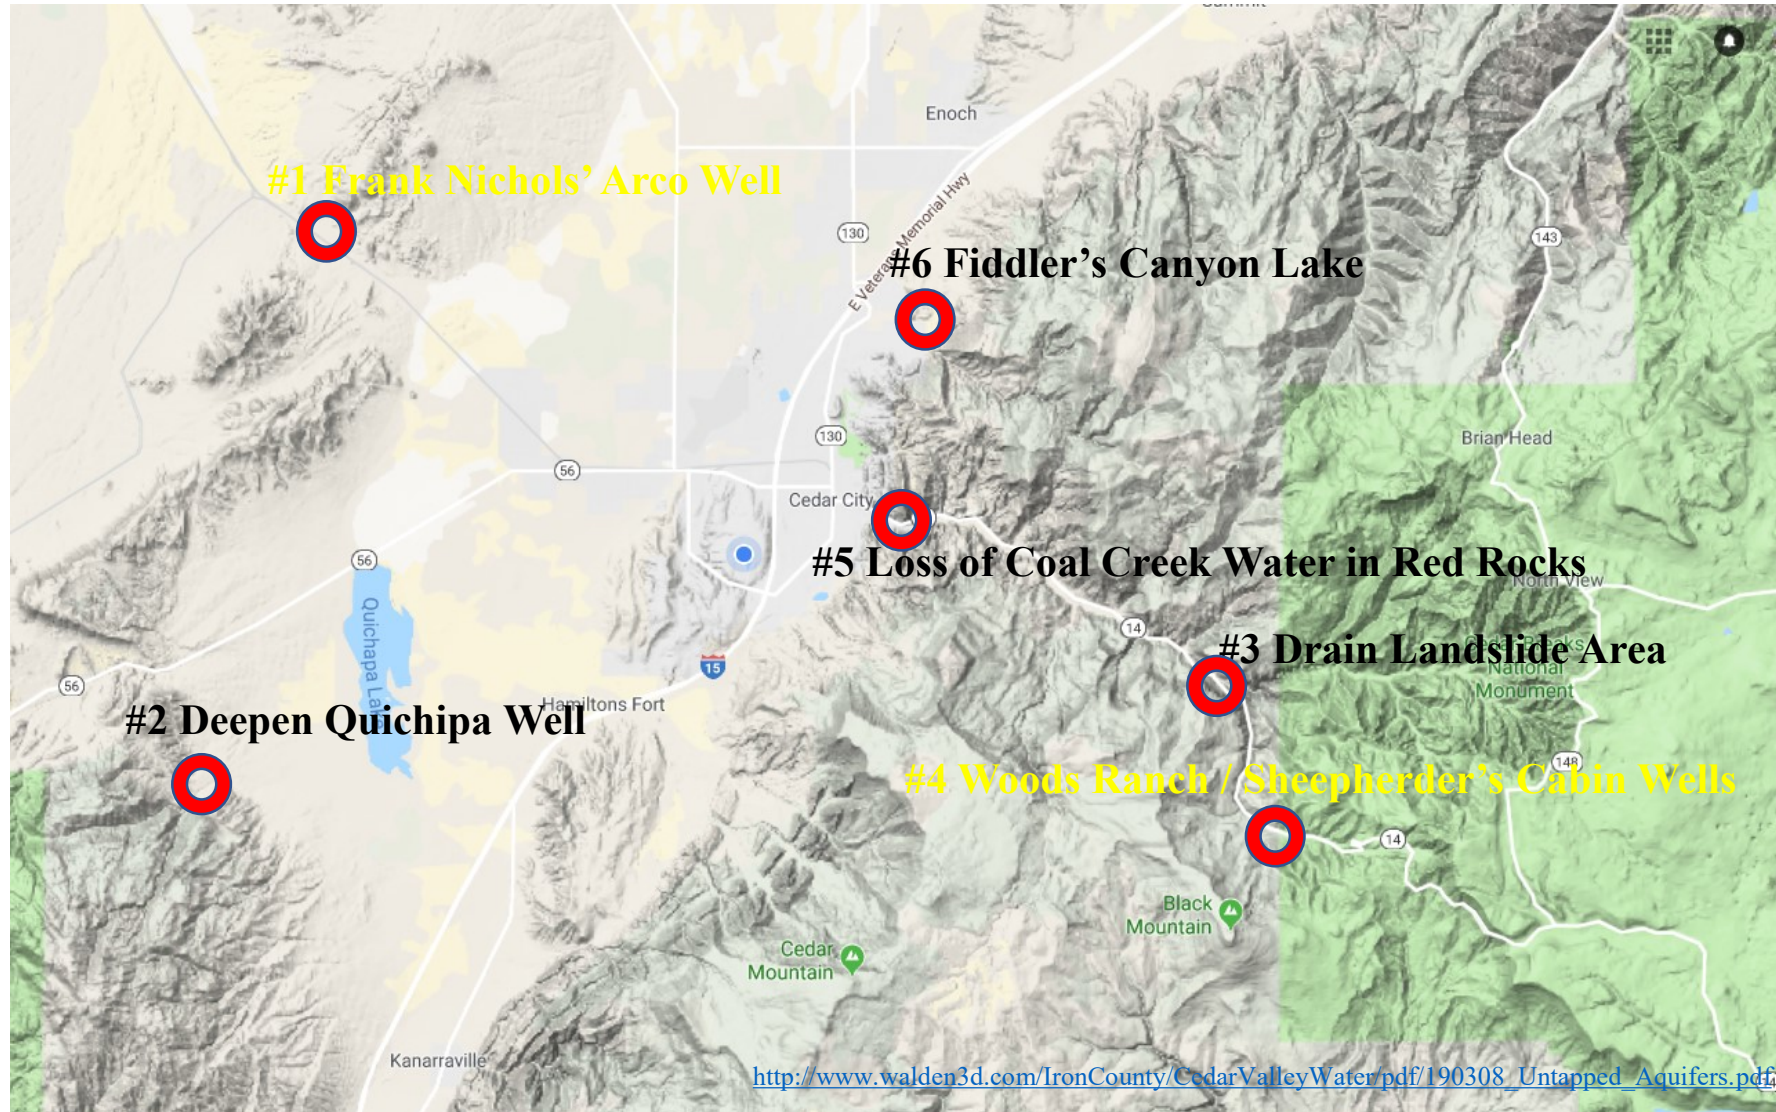 Summit
Enoch
#1 Frank Nichols’ Arco Well
E Veterans Memorial Hwy
130
143
#6 Fiddler’s Canyon Lake
130
Brian Head
56
Cedar City
56
#5 Loss of Coal Creek Water in Red Rocks
North View
Quichapa Lake
14
#3 Drain Landslide Area
Cedar Breaks
National
Monument
15
56
Hamiltons Fort
#2 Deepen Quichipa Well
148
#4 Woods Ranch / Sheepherder’s Cabin Wells
14
Black
Mountain
Cedar
Mountain
Kanarraville
http://www.walden3d.com/IronCounty/CedarValleyWater/pdf/190308_Untapped_Aquifers.pdf